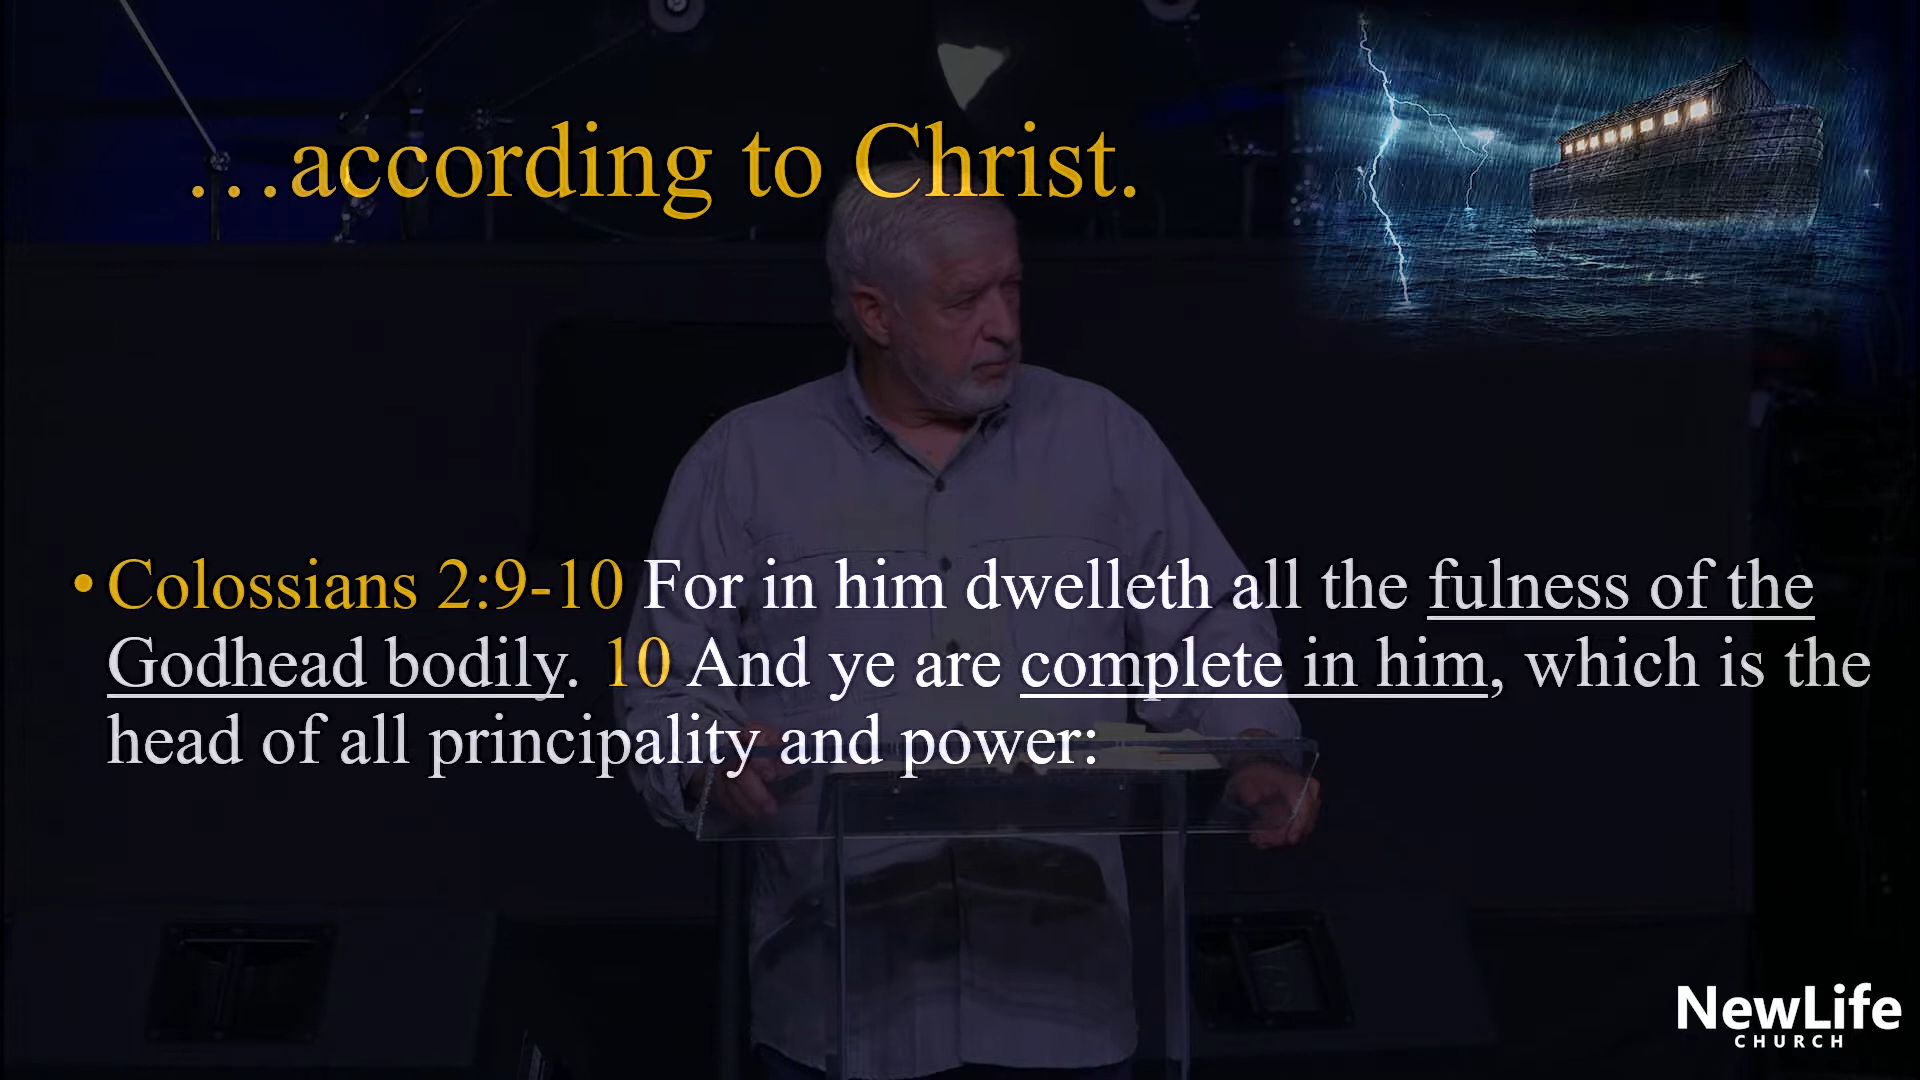 …according to Christ.
• Colossians 2:9-10 For in him dwelleth all the fulness of the
Godhead bodily. 10 And ye are complete in him, which is the
head of all principality and power:
NewLife
CHURCH